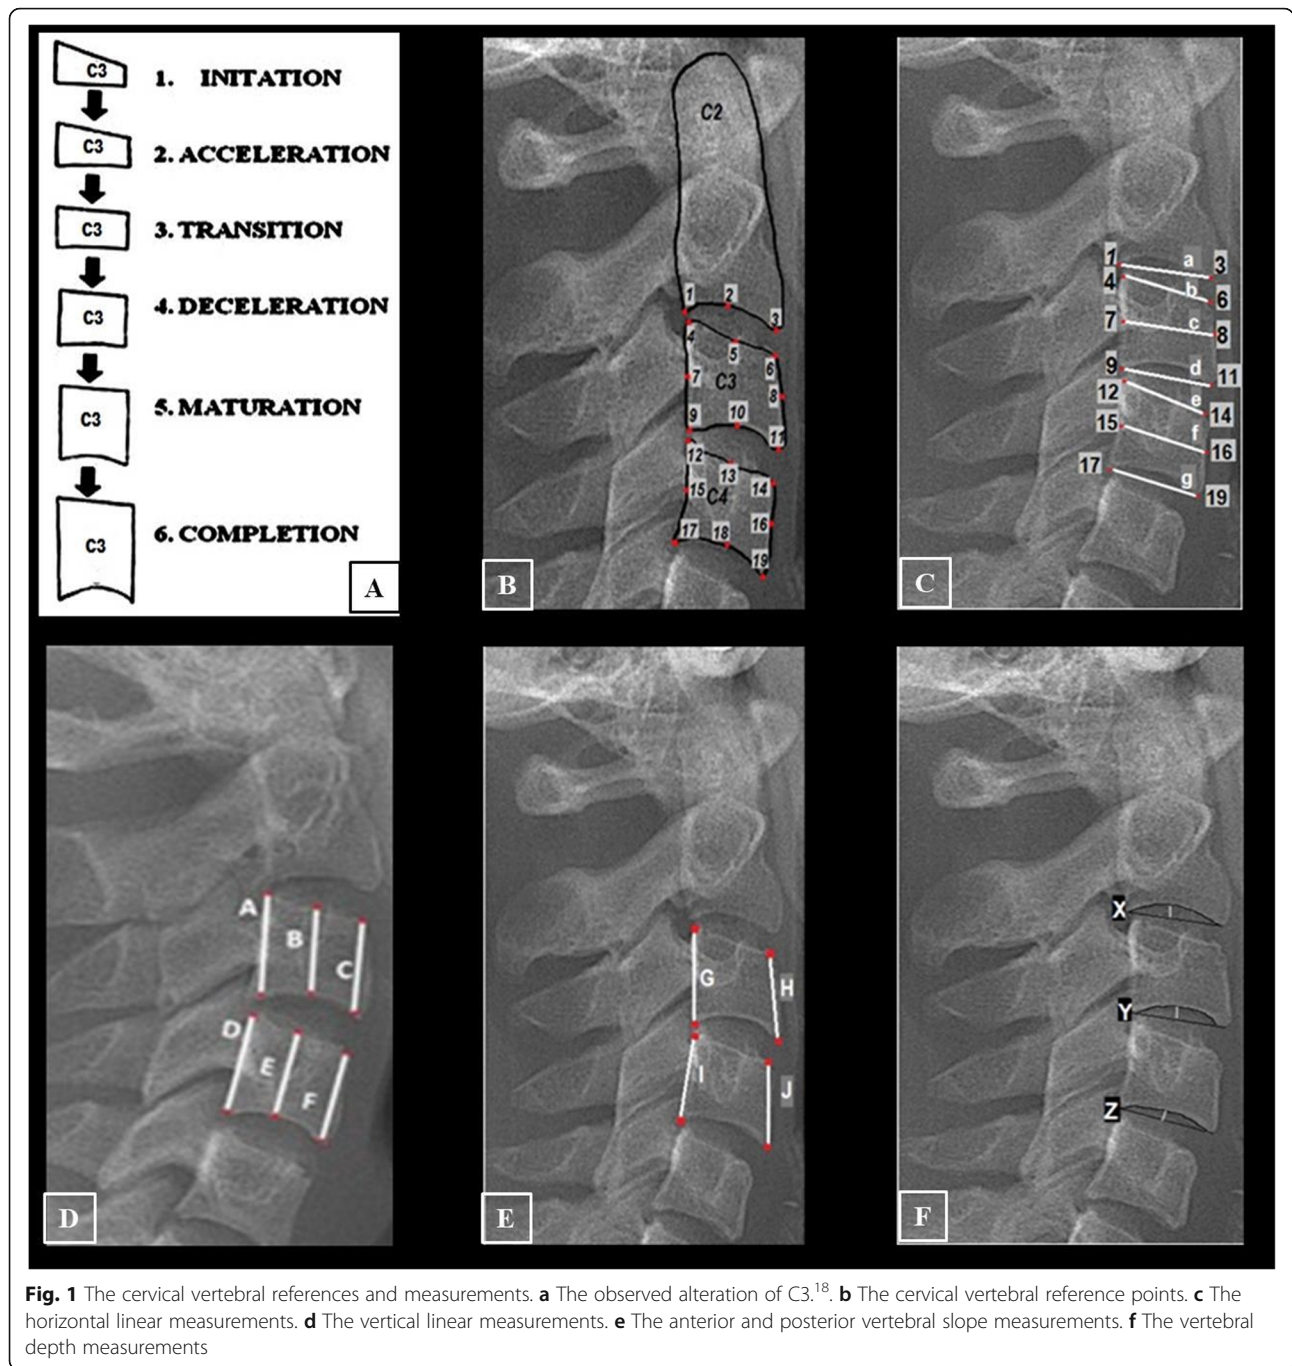 C3
1. INITATION
C3
2. ACCELERATION
C3
3. TRANSITION
C3
4. DECELERATION
C3
5. MATURATION
C3
6. COMPLETION
A
C2
1 2 3
4 5 6
C3
7 8
9 10 11
12 13 14
15 C4 16
17 18 19
B
1 a 3
4 b 6
7 c 8
9 d 11
12 e 14
15 f 16
17 g 19
C
A B C
D E F
D
G H
I J
E
X
Y
Z
F
Fig. 1 The cervical vertebral references and measurements. a The observed alteration of C3.18. b The cervical vertebral reference points. c The
horizontal linear measurements. d The vertical linear measurements. e The anterior and posterior vertebral slope measurements. f The vertebral
depth measurements